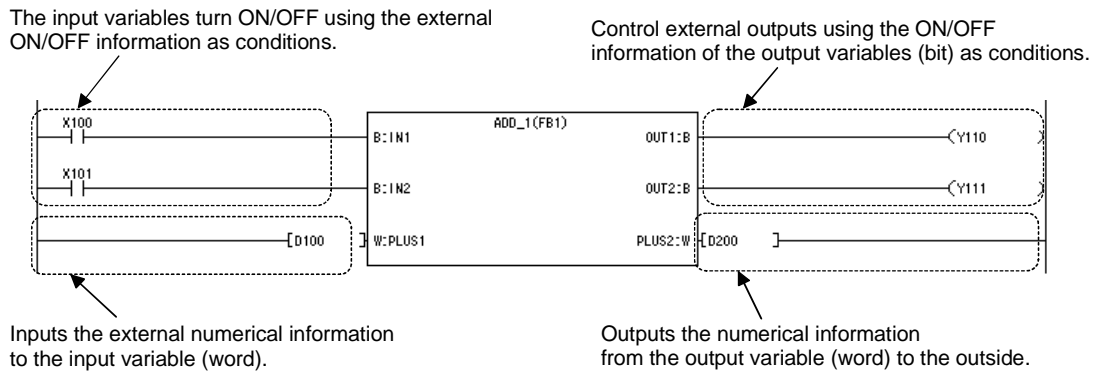 The input variables turn ON/OFF using the external
ON/OFF information as conditions.
Control external outputs using the ON/OFF
information of the output variables (bit) as conditions.
X100
ADD_1(FB1)
B:IN1
OUT1:B
Y110
X101
B:IN2
OUT2:B
Y111
[D100 ]
W:PLUS1
PLUS2:W
[D200 ]
Inputs the external numerical information
to the input variable (word).
Outputs the numerical information
from the output variable (word) to the outside.